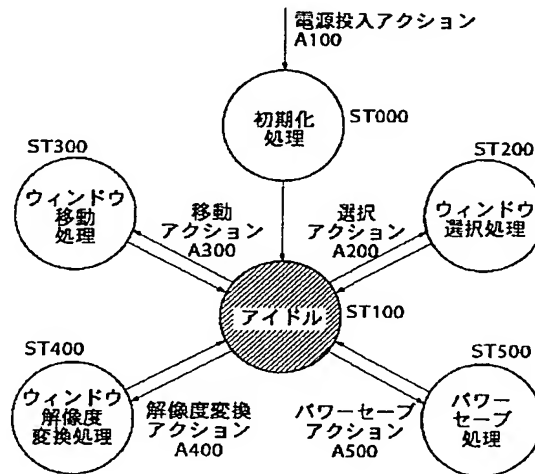 電源投入アクション
A100
初期化
処理
ST000
ST300
ウィンドウ
移動
処理
移動
アクション
A300
選択
アクション
A200
ST200
ウィンドウ
選択処理
アイドル
ST100
ST400
ウィンドウ
解像度
変換処理
解像度変換
アクション
A400
パワーセーブ
アクション
A500
ST500
パワー
セーブ
処理